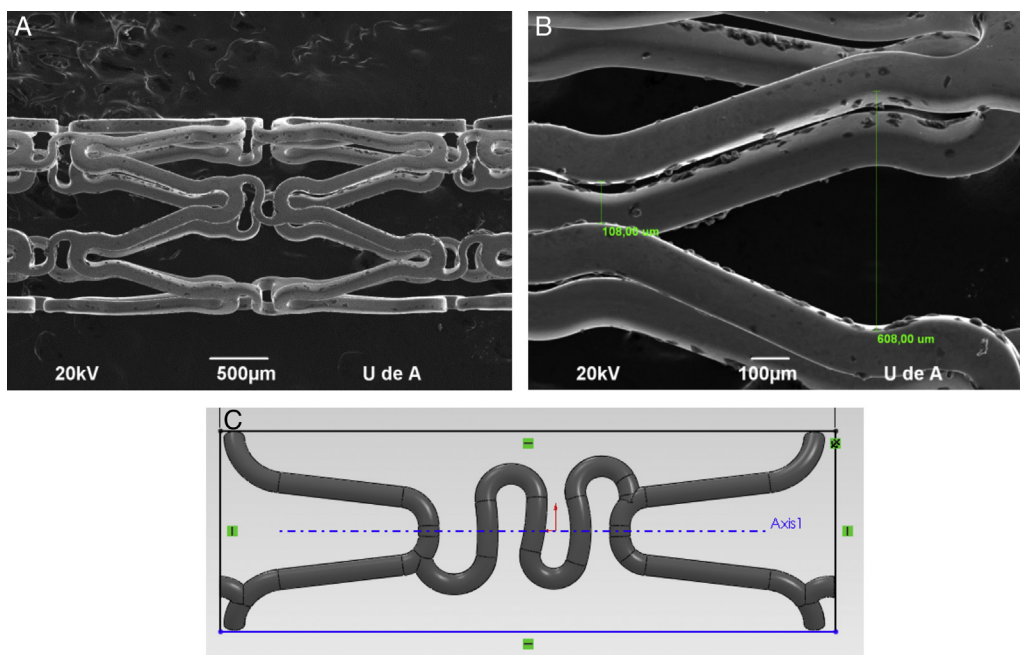 A
20kV
500µm
U de A
B
108,00 um
608,00 um
20kV
100µm
U de A
C
Axis1